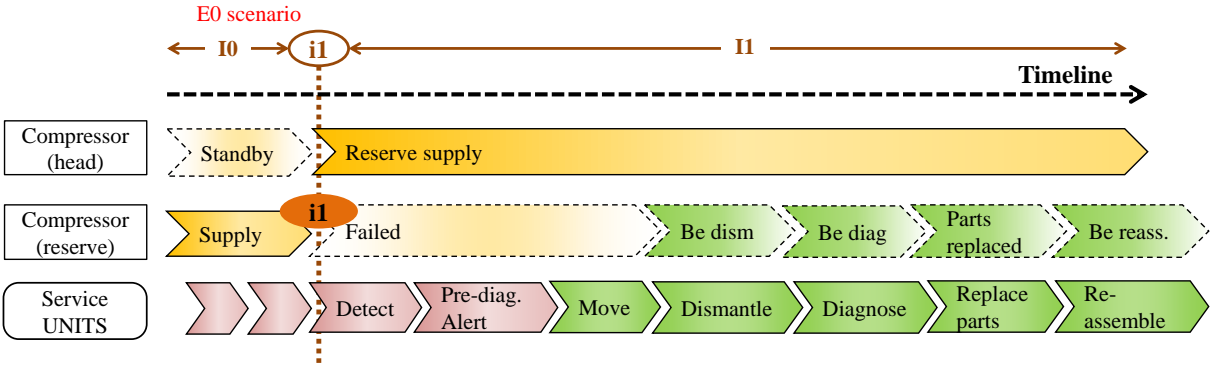 E0 scenario
I0
i1
I1
Timeline
Compressor
(head)
Standby
Reserve supply
Compressor
(reserve)
Supply
i1
Failed
Be dism
Be diag
Parts
replaced
Be reass.
Service
UNITS
Detect
Pre-diag.
Alert
Move
Dismantle
Diagnose
Replace
parts
Re-
assemble